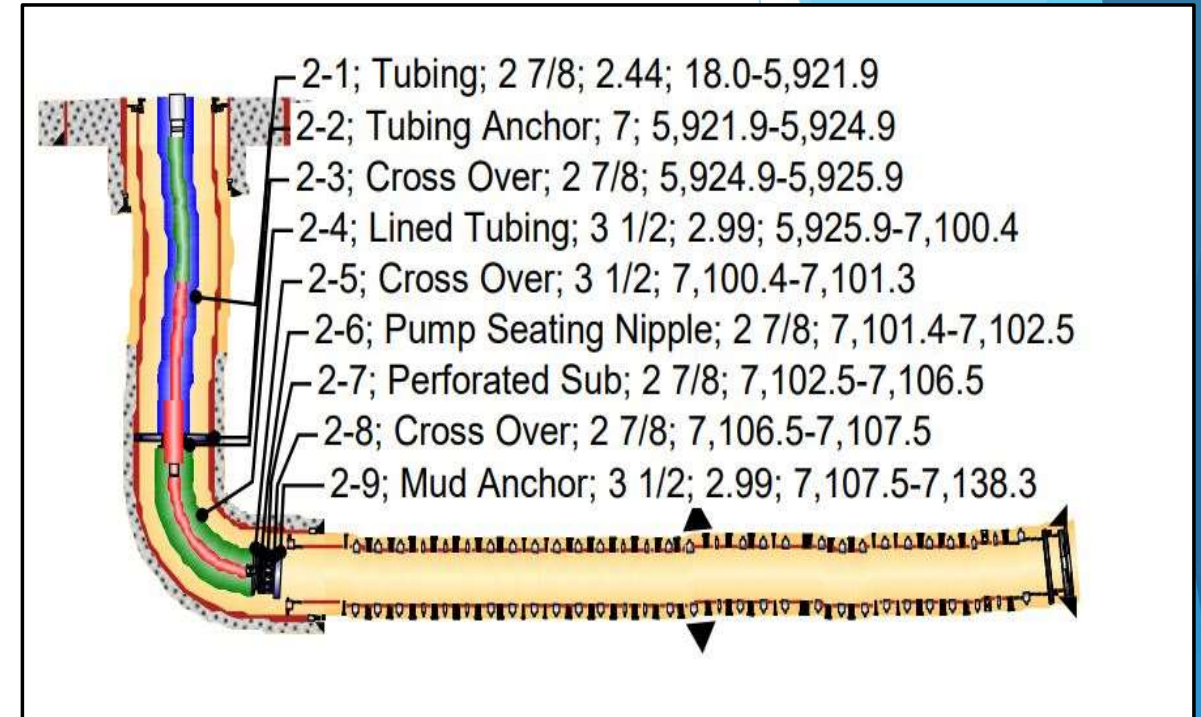 2-1; Tubing; 2 7/8; 2.44; 18.0-5,921.9
2-2; Tubing Anchor; 7; 5,921.9-5,924.9
2-3; Cross Over; 2 7/8; 5,924.9-5,925.9
2-4; Lined Tubing; 3 1/2; 2.99; 5,925.9-7,100.4
2-5; Cross Over; 3 1/2; 7,100.4-7,101.3
2-6; Pump Seating Nipple; 2 7/8; 7,101.4-7,102.5
2-7; Perforated Sub; 2 7/8; 7,102.5-7,106.5
2-8; Cross Over; 2 7/8; 7,106.5-7,107.5
2-9; Mud Anchor; 3 1/2; 2.99; 7,107.5-7,138.3